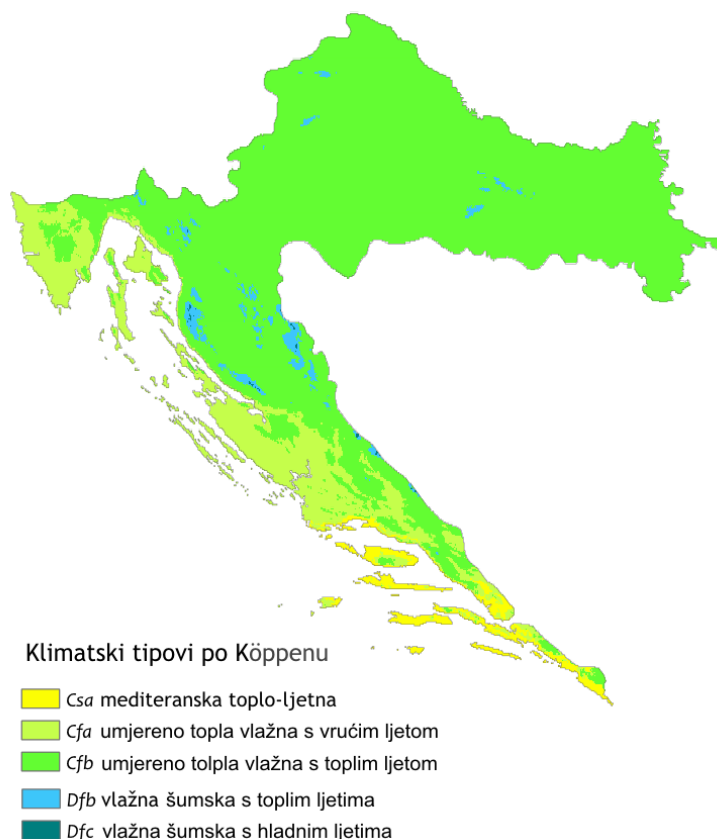 Klimatski tipovi po Köppenu
Csa mediteranska toplo-ljetna
Cfa umjereno topla vlažna s vrućim ljetom
Cfb umjereno tolpla vlažna s toplim ljetom
Dfb vlažna šumska s toplim ljetima
Dfc vlažna šumska s hladnim ljetima